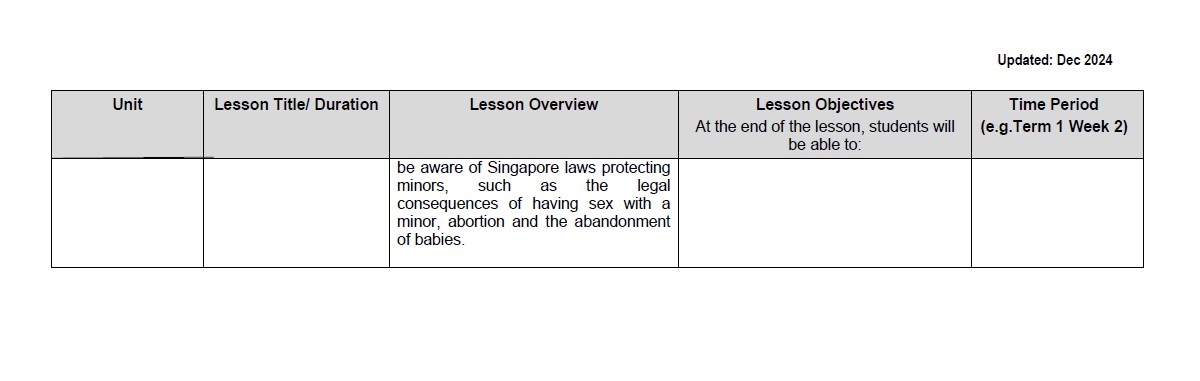 Updated: Dec 2024
Unit
Lesson Title/ Duration
Lesson Overview
Lesson Objectives
At the end of the lesson, students will
be able to:
Time Period
(e.g.Term 1 Week 2)
be aware of Singapore laws protecting
minors, such as the legal
consequences of having sex with a
minor, abortion and the abandonment
of babies.